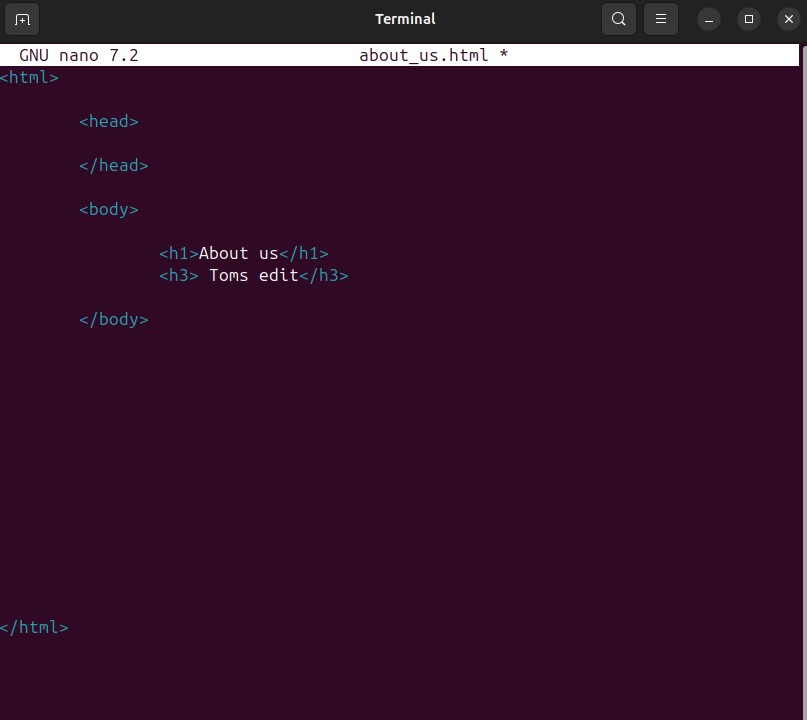 Terminal
GNU nano 7.2 about_us.html *
<html>
<head>
</head>
<body>
<h1>About us</h1>
<h3> Toms edit</h3>
</body>
</html>